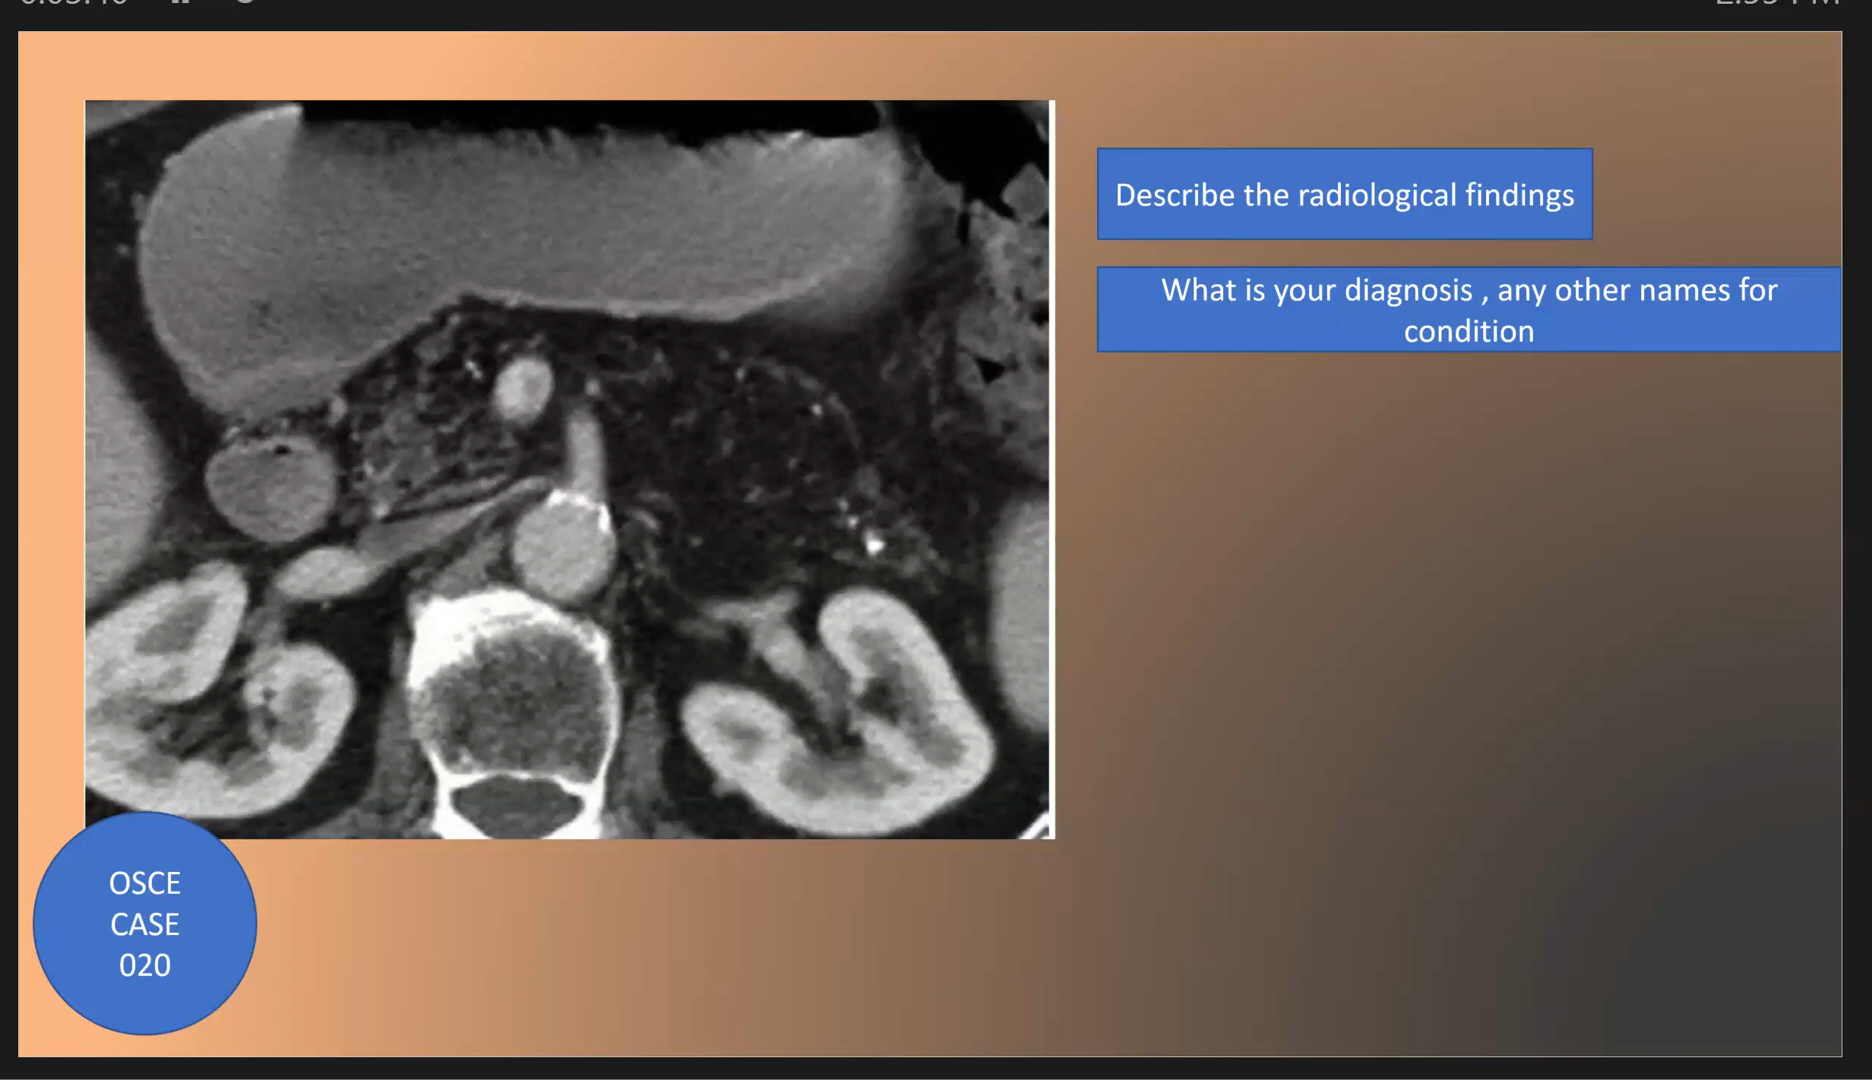 Describe the radiological findings
What is your diagnosis , any other names for
condition
OSCE
CASE
020